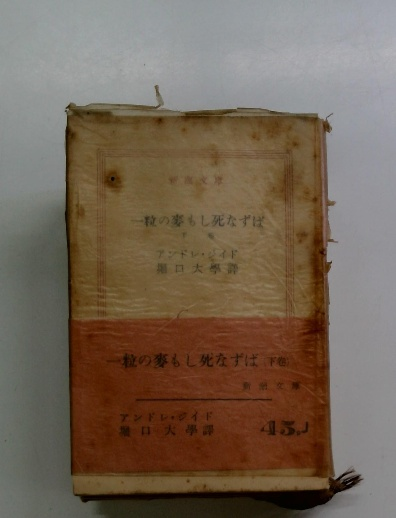 新潮文庫
一粒の麥もし死なずば
下卷
アンドレ・ジイド
堀口大學譯
一粒の麥もし死なずば(下卷)
新潮文庫
アンドレ・ジイド
堀口大學譯